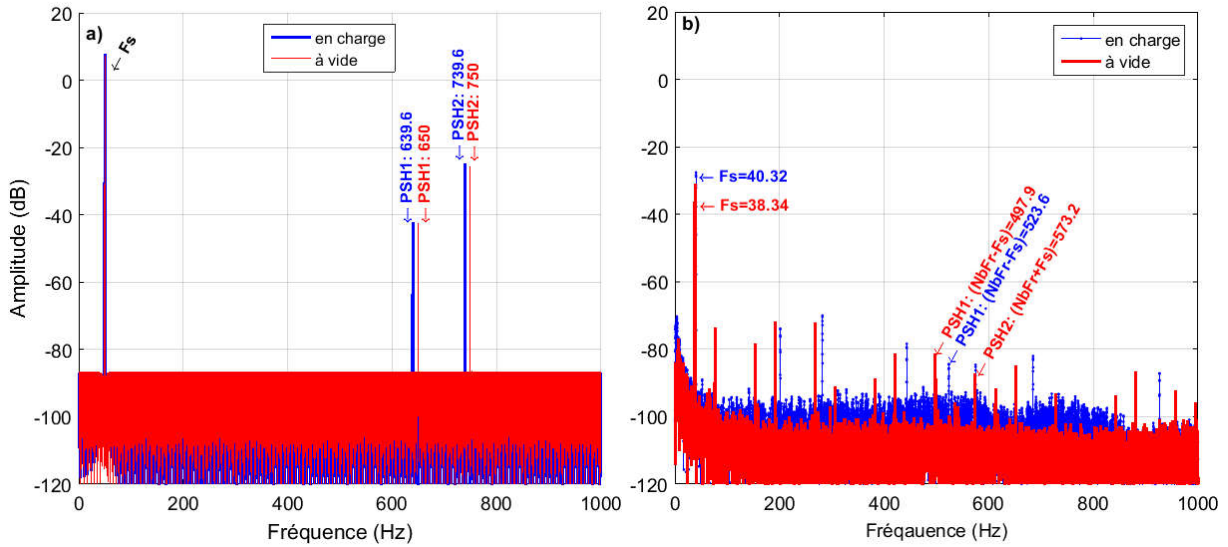 a)
Fs
en charge
à vide
PSH1: 639.6
PSH1: 650
PSH2: 739.6
PSH2: 750
20
0
-20
-40
-60
-80
-100
-120
0
200
400
600
800
1000
Amplitude (dB)
Fréquence (Hz)
b)
en charge
à vide
Fs=40.32
Fs=38.34
PSH1: (NbFr-Fs)=497.9
PSH1: (NbFr-Fs)=523.6
PSH2: (NbFr+Fs)=573.2
20
0
-20
-40
-60
-80
-100
-120
0
200
400
600
800
1000
Fréqauence (Hz)